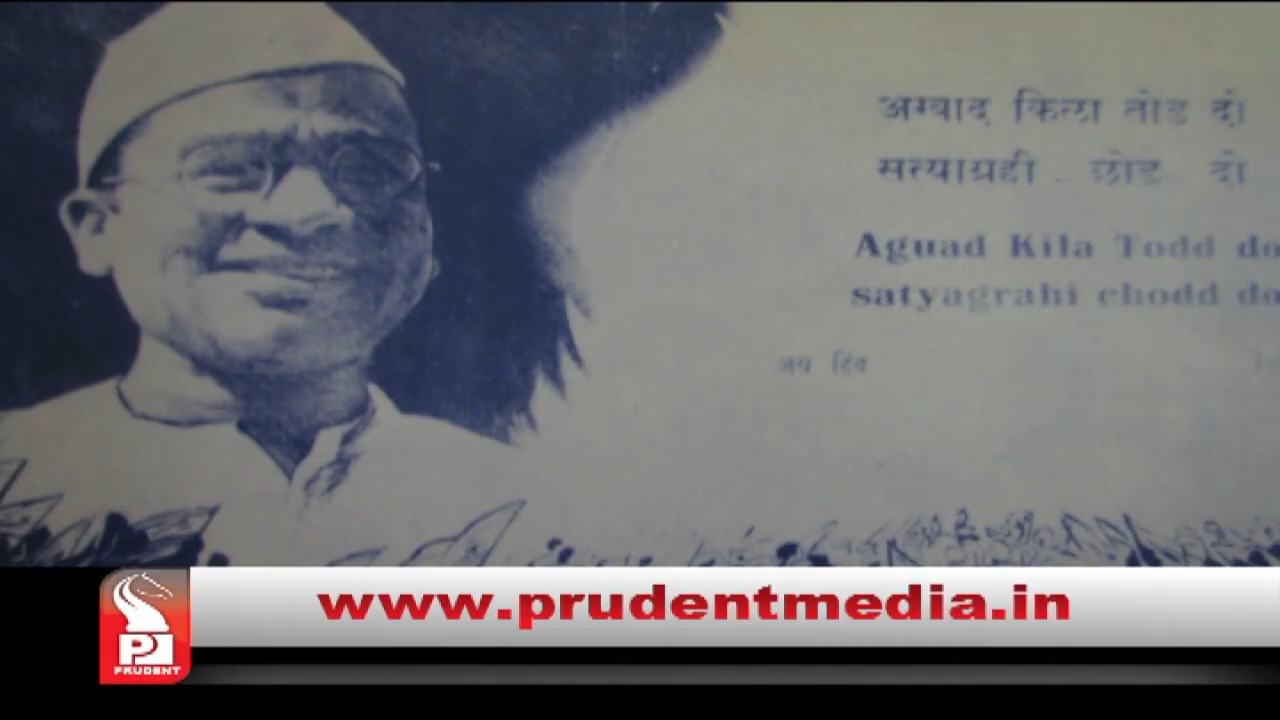 अग्वाद किल्ला तोड दो
सत्याग्रही छोड दो
Aguad Kila Todd do
satyagrahi chodd do
जय हिंद
www.prudentmedia.in
P
PRUDENT